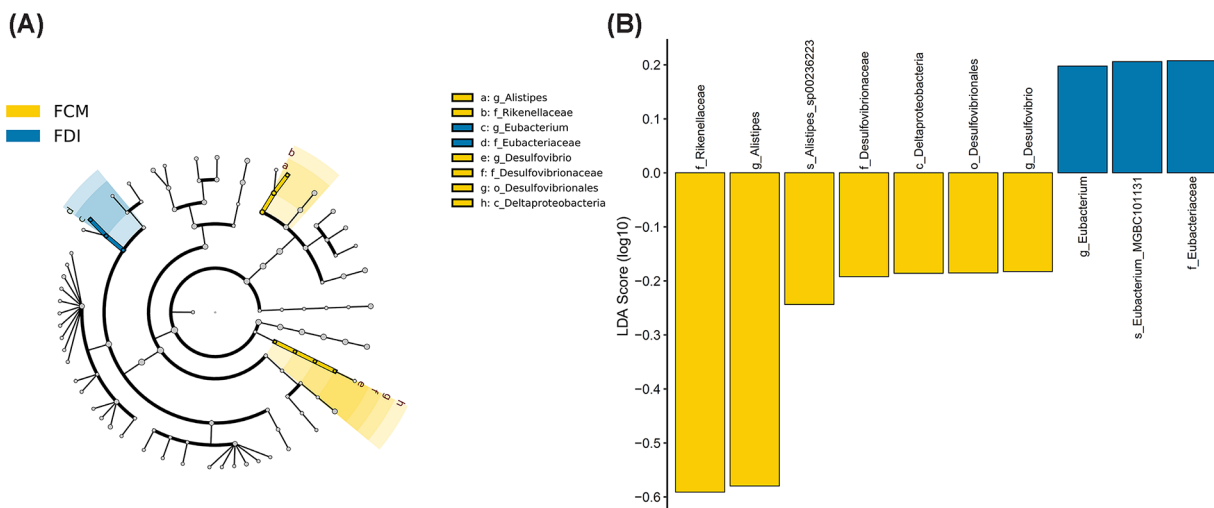 (A)
FCM
FDI
a: g_Alistipes
b: f_Rikenellaceae
c: g_Eubacterium
d: f_Eubacteriaceae
e: g_Desulfovibrio
f: f_Desulfovibrionaceae
g: o_Desulfovibrionales
h: c_Deltaproteobacteria
a
b
c
d
e
f
g
h
(B)
LDA Score (log10)
0.2
0.1
0.0
−0.1
−0.2
−0.3
−0.4
−0.5
−0.6
f_Rikenellaceae
g_Alistipes
s_Alistipes_sp00236223
f_Desulfovibrionaceae
c_Deltaproteobacteria
o_Desulfovibrionales
g_Desulfovibrio
g_Eubacterium
s_Eubacterium_MGBC101131
f_Eubacteriaceae